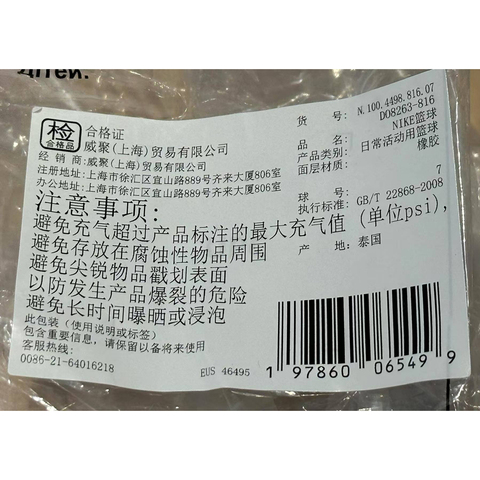 检
合格品
合格证
威聚(上海)贸易有限公司
经 销 商:威聚(上海)贸易有限公司
注册地址:上海市徐汇区宜山路889号齐来大厦806室
办公地址:上海市徐汇区宜山路889号齐来大厦806室
货 号: N.100.4498.816.07
DO8263-816
品 名: NIKE篮球
产品类别: 日常活动用篮球
面层材质: 橡胶
球 号: 7
执行标准: GB/T 22868-2008
产 地: 泰国
注意事项:
避免充气超过产品标注的最大充气值 (单位psi),
避免存放在腐蚀性物品周围
避免尖锐物品戳划表面
以防发生产品爆裂的危险
避免长时间曝晒或浸泡
此包装 (使用说明或标签)
包含重要信息, 请保留以备将来使用
客服热线:
0086-21-64016218
EUS 46495
1 97860 06549 9